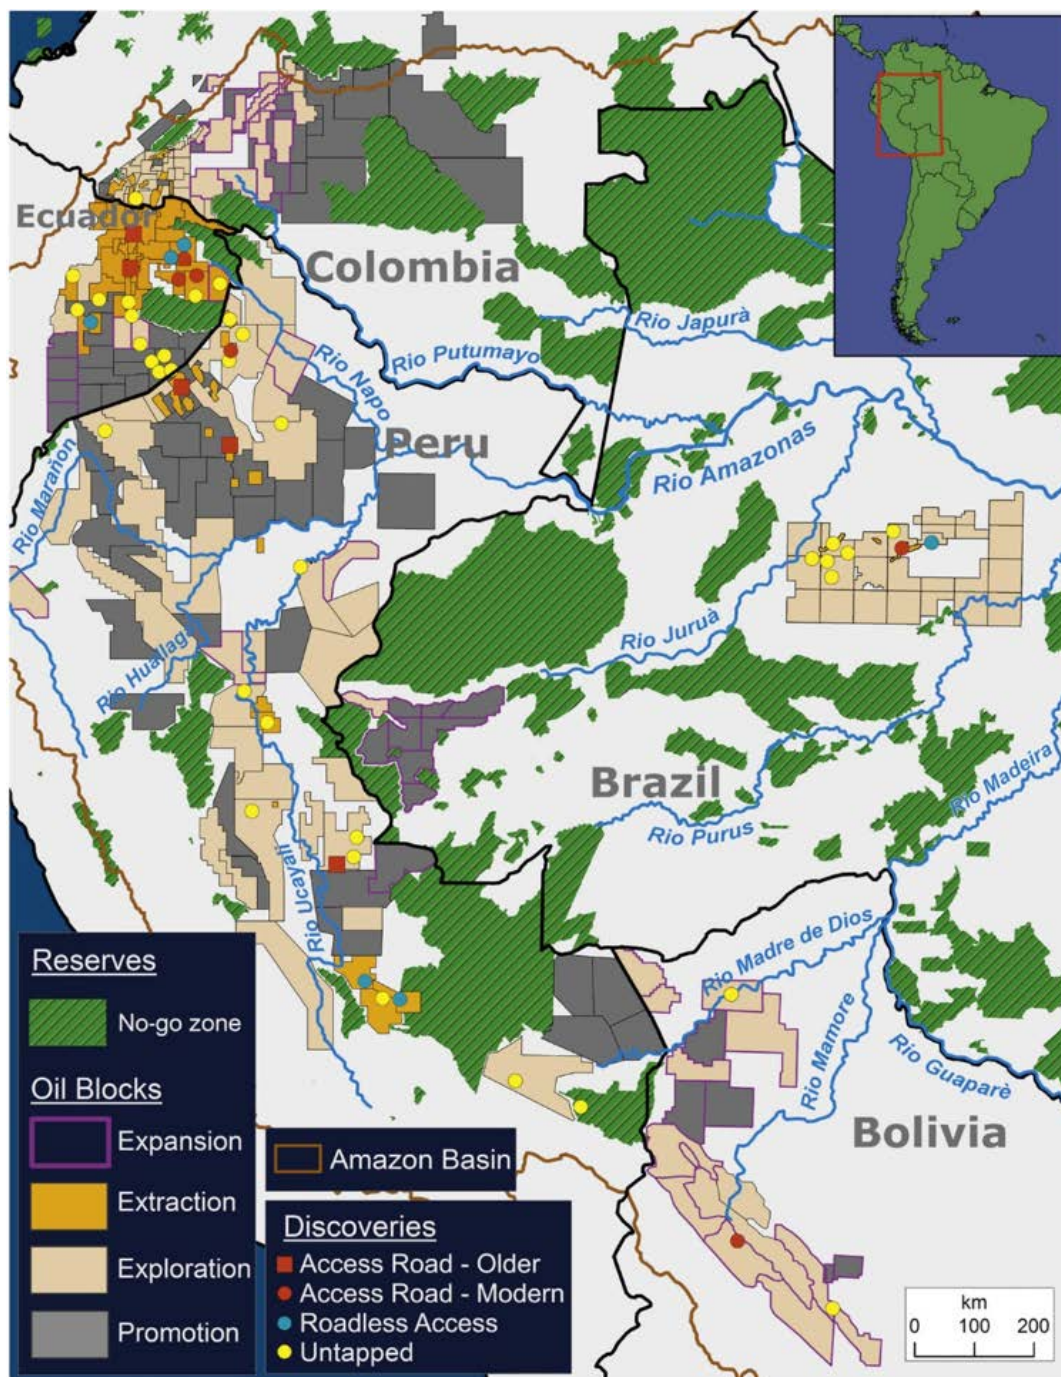 Ecuador
Colombia
Rio Japurà
Rio Putumayo
Rio Napo
Peru
Rio Marañon
Rio Amazonas
Rio Juruà
Rio Huallaga
Brazil
Rio Madeira
Rio Purus
Rio Ucayali
Rio Madre de Dios
Rio Mamore
Rio Guaparè
Bolivia
Reserves
No-go zone
Oil Blocks
Expansion
Extraction
Exploration
Promotion
Amazon Basin
Discoveries
Access Road - Older
Access Road - Modern
Roadless Access
Untapped
km
0 100 200